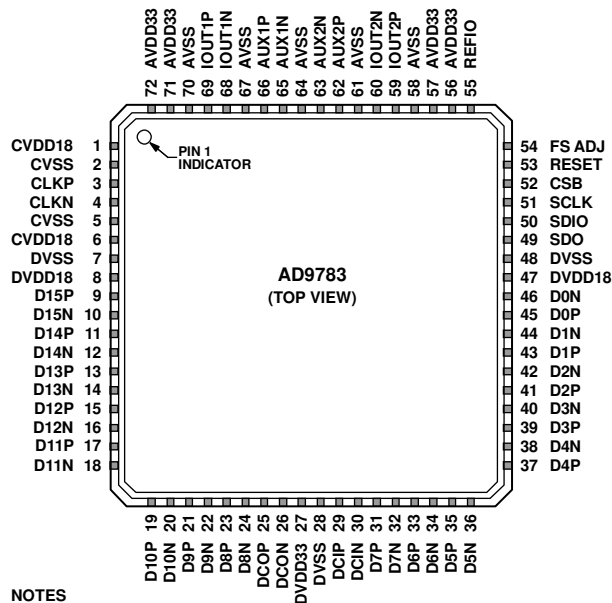 72 AVDD33
71 AVDD33
70 AVSS
69 IOUT1P
68 IOUT1N
67 AVSS
66 AUX1P
65 AUX1N
64 AVSS
63 AUX2N
62 AUX2P
61 AVSS
60 IOUT2N
59 IOUT2P
58 AVSS
57 AVDD33
56 AVDD33
55 REFIO
CVDD18 1
CVSS 2
CLKP 3
CLKN 4
CVSS 5
CVDD18 6
DVSS 7
DVDD18 8
D15P 9
D15N 10
D14P 11
D14N 12
D13P 13
D13N 14
D12P 15
D12N 16
D11P 17
D11N 18
PIN 1
INDICATOR
AD9783
(TOP VIEW)
54 FS ADJ
53 RESET
52 CSB
51 SCLK
50 SDIO
49 SDO
48 DVSS
47 DVDD18
46 D0N
45 D0P
44 D1N
43 D1P
42 D2N
41 D2P
40 D3N
39 D3P
38 D4N
37 D4P
D10P 19
D10N 20
D9P 21
D9N 22
D8P 23
D8N 24
DCOP 25
DCON 26
DVDD33 27
DVSS 28
DCIP 29
DCIN 30
D7P 31
D7N 32
D6P 33
D6N 34
D5P 35
D5N 36
NOTES